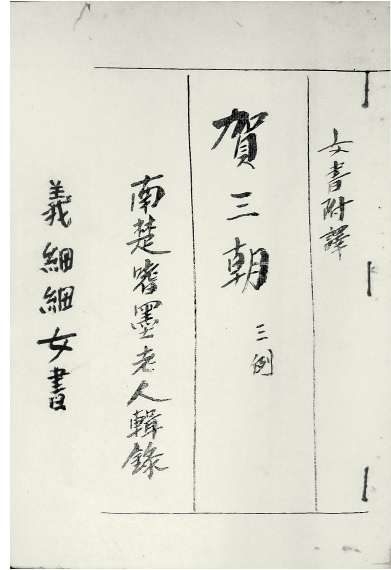 女書附譯
賀三朝 三例
南楚嗜墨老人輯錄
義細細女書